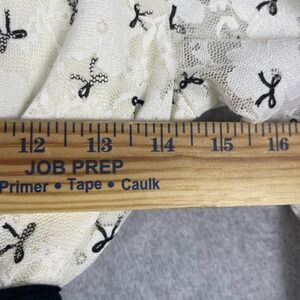 12 13 14 15 16
JOB PREP
Primer • Tape • Caulk